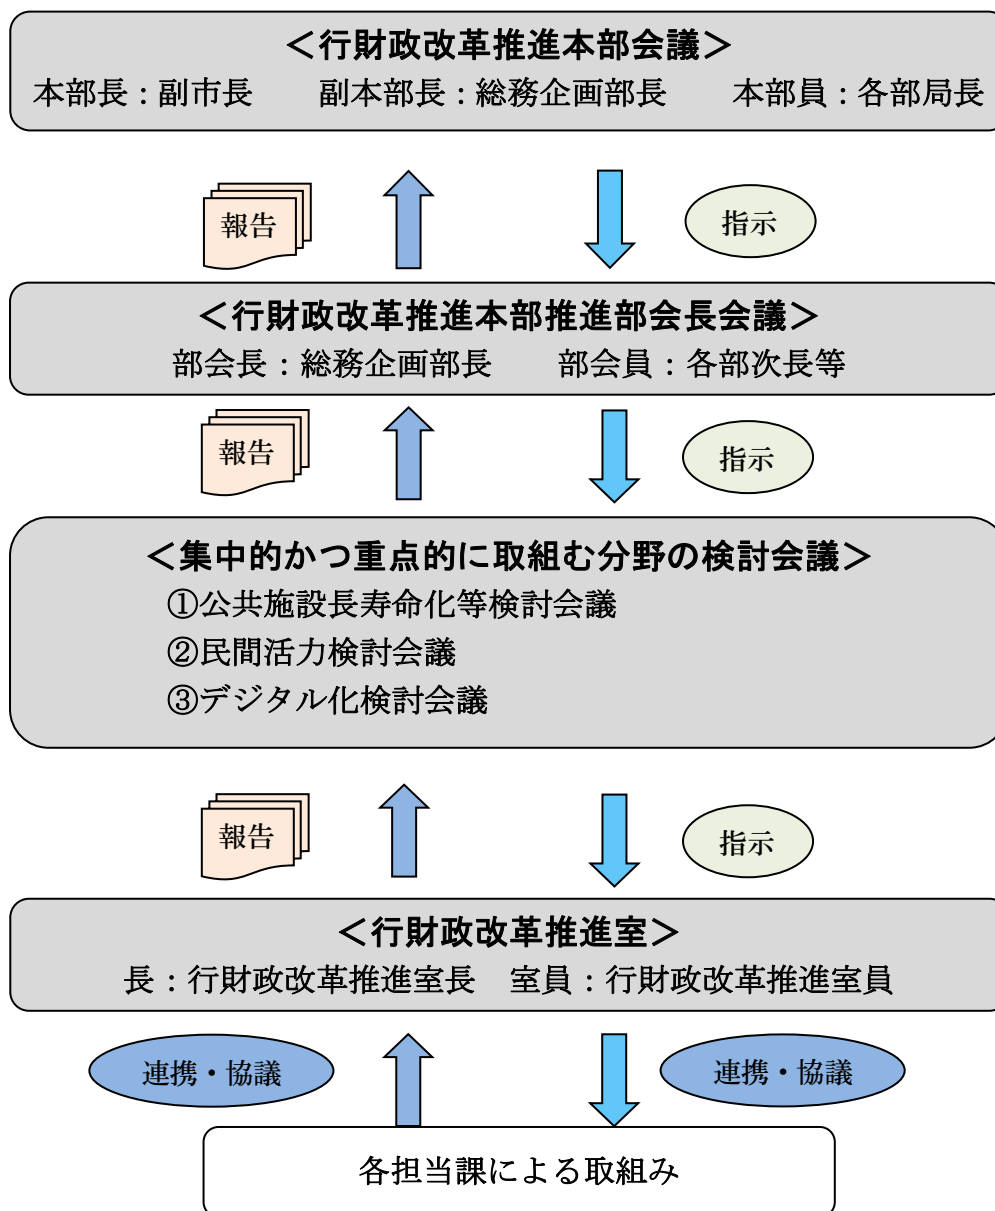 ＜行財政改革推進本部会議＞
本部長：副市長　　副本部長：総務企画部長　　本部員：各部局長
報告
指示
＜行財政改革推進本部推進部会長会議＞
部会長：総務企画部長　　部会員：各部次長等
報告
指示
＜集中的かつ重点的に取組む分野の検討会議＞
①公共施設長寿命化等検討会議
②民間活力検討会議
③デジタル化検討会議
報告
指示
＜行財政改革推進室＞
長：行財政改革推進室長　室員：行財政改革推進室員
連携・協議
連携・協議
各担当課による取組み